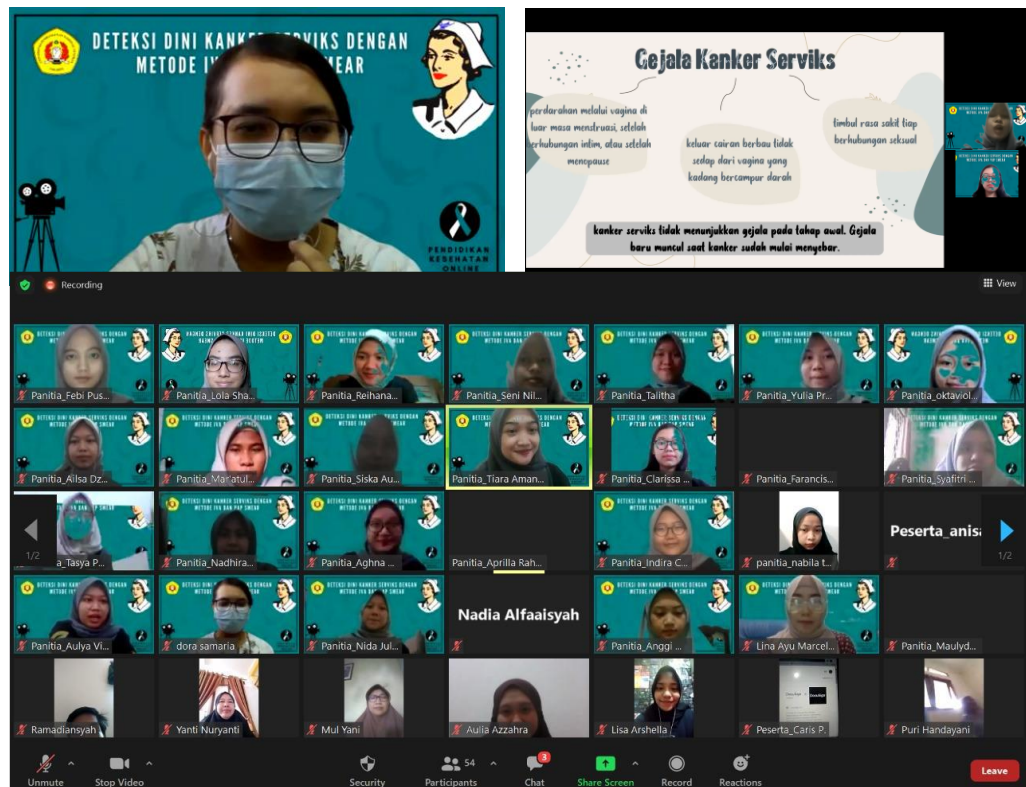 DETEKSI DINI KANKER SERVIKS DENGAN
METODE IVA SMEAR
PENDIDIKAN
KESEHATAN
ONLINE
Gejala Kanker Serviks
perdarahan melalui vagina di
luar masa menstruasi, setelah
berhubungan intim, atau setelah
menopause
keluar cairan berbau tidak
sedap dari vagina yang
kadang bercampur darah
timbul rasa sakit tiap
berhubungan seksual
kanker serviks tidak menunjukkan gejala pada tahap awal. Gejala
baru muncul saat kanker sudah mulai menyebar.
Recording
View
Panitia_Febi Pus...
Panitia_Lola Sha...
Panitia_Reihana...
Panitia_Seni Nil...
Panitia_Talitha
Panitia_Yulia Pr...
Panitia_oktaviol...
Panitia_Ailsa Dz...
Panitia_Mar'atul...
Panitia_Siska Au...
Panitia_Tiara Aman...
Panitia_Clarissa ...
Panitia_Farancis...
Panitia_Syafitri ...
1/2
a_Tasya P...
Panitia_Nadhira...
Panitia_Aghna ...
Panitia_Aprilla Rah...
Panitia_Indira C...
panitia_nabila t...
Peserta_anisa
1/2
Panitia_Aulya Vi...
dora samaria
Panitia_Nida Jul...
Nadia Alfaaisyah
Panitia_Anggi ...
Lina Ayu Marcel...
Panitia_Maulyd...
Ramadiansyah
Yanti Nuryanti
Mul Yani
Aulia Azzahra
Lisa Arshella
Peserta_Caris P.
Puri Handayani
Unmute
Stop Video
Security
54
Participants
3
Chat
Share Screen
Record
Reactions
Leave